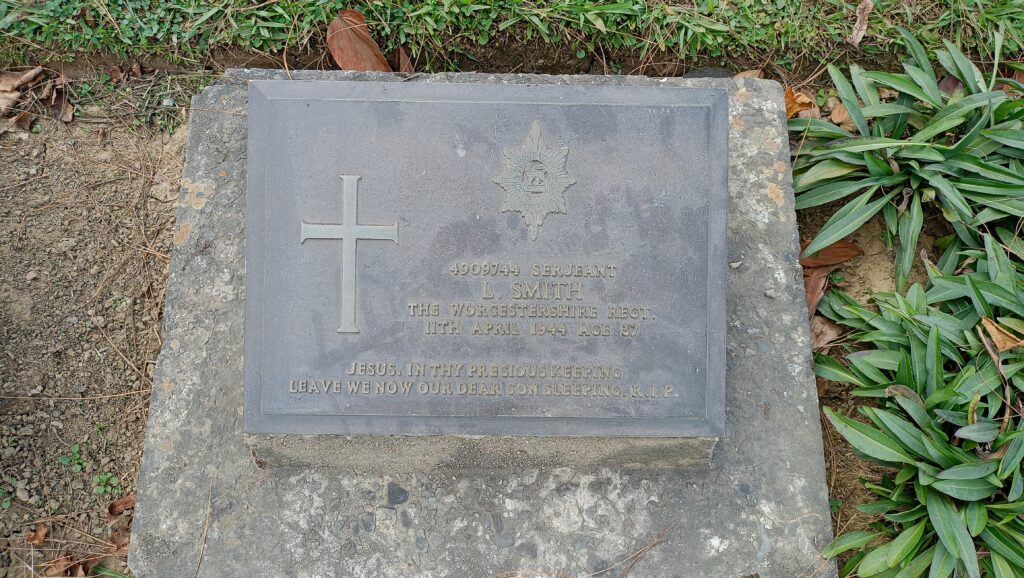 4909744 SERJEANT
L. SMITH
THE WORCESTERSHIRE REGT.
11TH APRIL 1944 AGE 37
JESUS, IN THY PRECIOUS KEEPING
LEAVE WE NOW OUR DEAR SON SLEEPING. R.I.P.